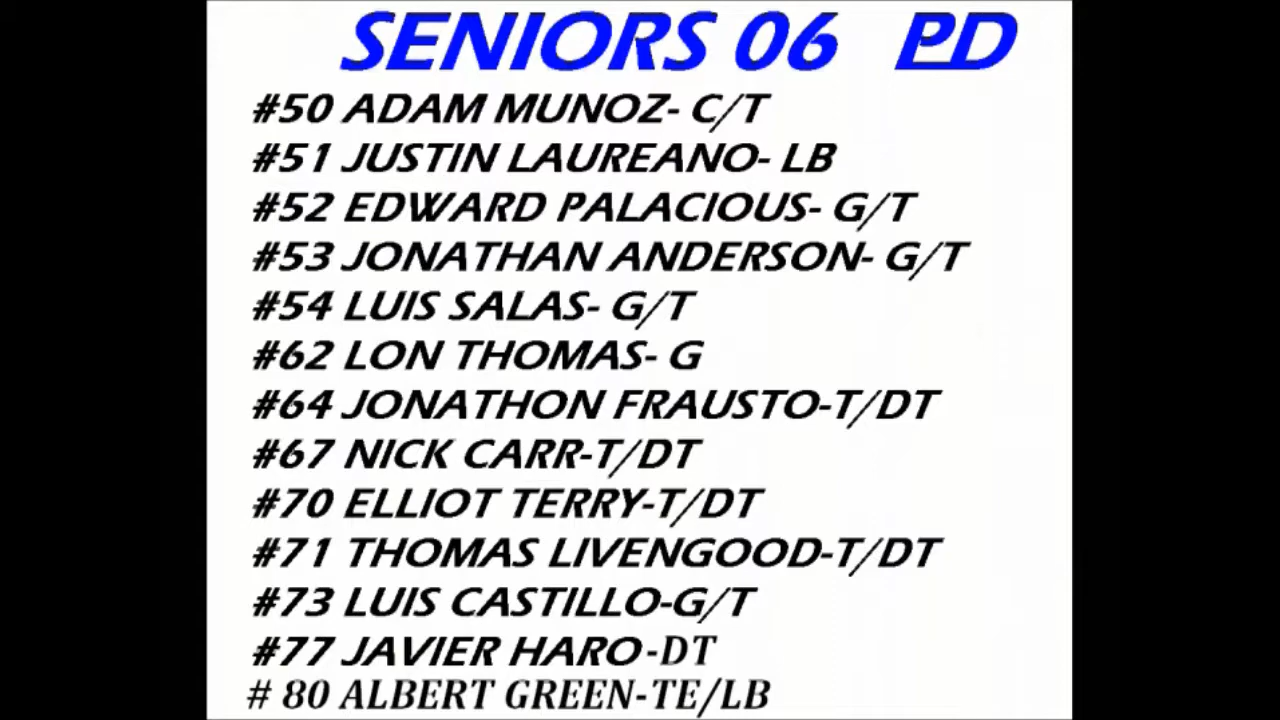 SENIORS 06 PD
#50 ADAM MUNOZ- C/T
#51 JUSTIN LAUREANO- LB
#52 EDWARD PALACIOUS- G/T
#53 JONATHAN ANDERSON- G/T
#54 LUIS SALAS- G/T
#62 LON THOMAS- G
#64 JONATHON FRAUSTO-T/DT
#67 NICK CARR-T/DT
#70 ELLIOT TERRY-T/DT
#71 THOMAS LIVENGOOD-T/DT
#73 LUIS CASTILLO-G/T
#77 JAVIER HARO-DT
# 80 ALBERT GREEN-TE/LB